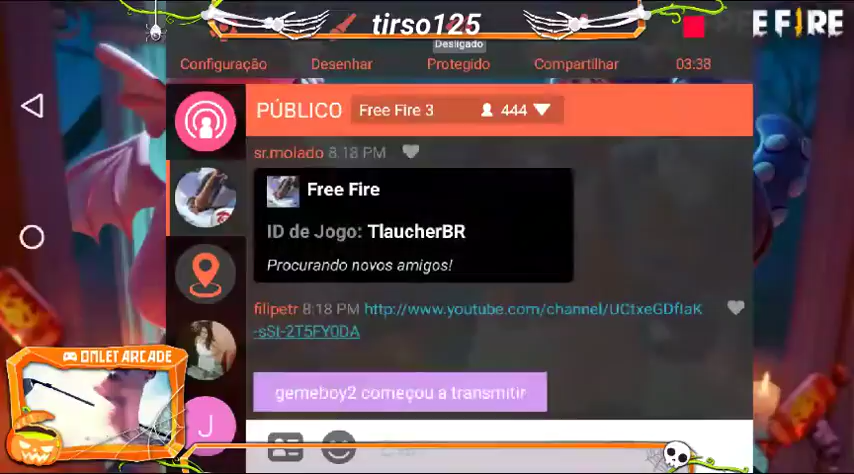 tirso125
FREE FIRE
Desligado
Configuração Desenhar Protegido Compartilhar 03:38
PÚBLICO Free Fire 3 444
sr.molado 8.18 PM
Free Fire
ID de Jogo: TlaucherBR
Procurando novos amigos!
filipetr 8:18 PM http://www.youtube.com/channel/UCtxeGDfIaK
-sSI-2T5FY0DA
OMLET ARCADE
gemeboy2 começou a transmitir
J